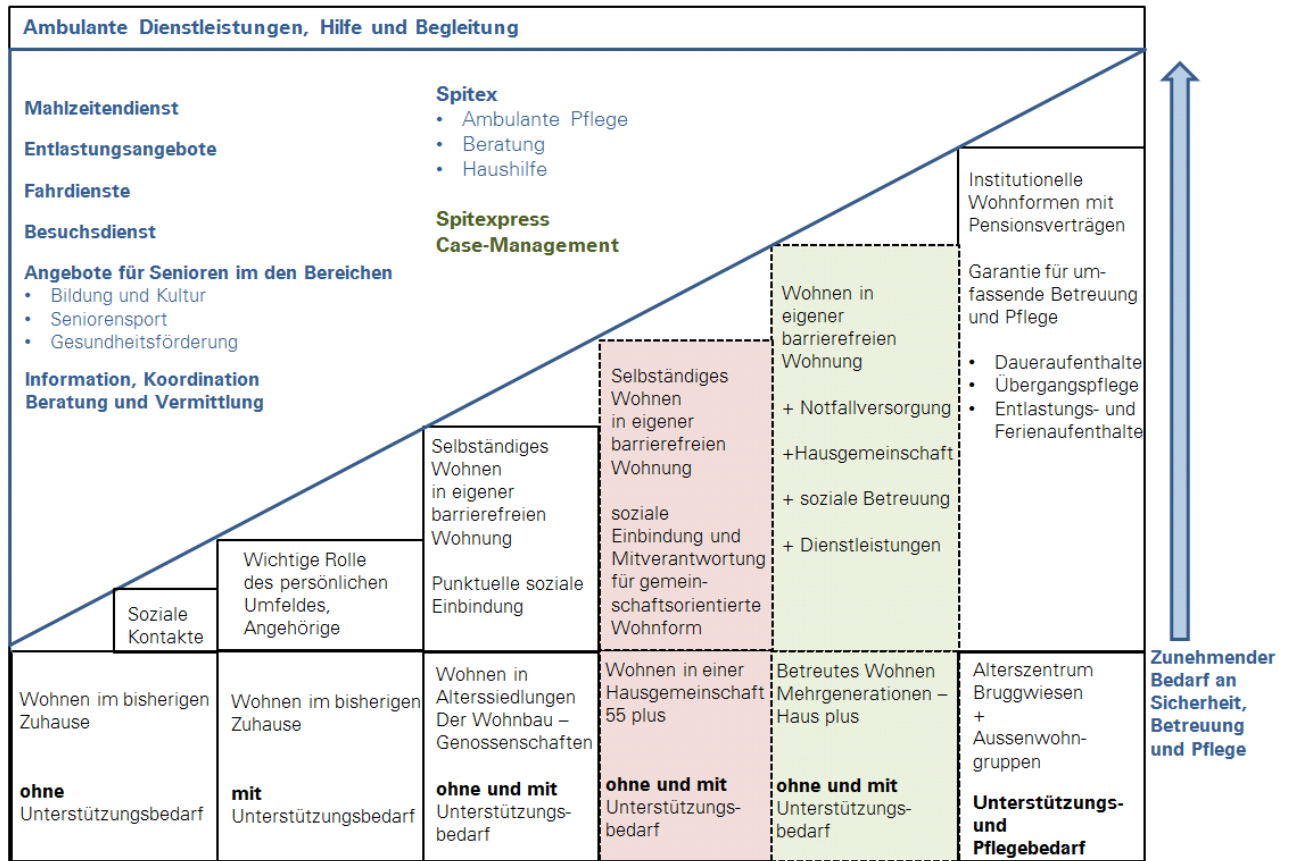 Ambulante Dienstleistungen, Hilfe und Begleitung
Mahlzeitendienst
Entlastungsangebote
Fahrdienste
Besuchsdienst
Angebote für Senioren im den Bereichen
• Bildung und Kultur
• Seniorensport
• Gesundheitsförderung
Information, Koordination
Beratung und Vermittlung
Spitex
• Ambulante Pflege
• Beratung
• Haushilfe
Spitexpress
Case-Management
Soziale
Kontakte
Wichtige Rolle
des persönlichen
Umfeldes,
Angehörige
Selbständiges
Wohnen
in eigener
barrierefreien
Wohnung
Punktuelle soziale
Einbindung
Selbständiges
Wohnen
in eigener
barrierefreien
Wohnung
soziale
Einbindung und
Mitverantwortung
für gemein-
schaftsorientierte
Wohnform
Wohnen in
eigener
barrierefreien
Wohnung
+ Notfallversorgung
+Hausgemeinschaft
+ soziale Betreuung
+ Dienstleistungen
Institutionelle
Wohnformen mit
Pensionsverträgen
Garantie für um-
fassende Betreuung
und Pflege
• Daueraufenthalte
• Übergangspflege
• Entlastungs- und
Ferienaufenthalte
Wohnen im bisherigen
Zuhause
ohne
Unterstützungsbedarf
Wohnen im bisherigen
Zuhause
mit
Unterstützungsbedarf
Wohnen in
Alterssiedlungen
Der Wohnbau –
Genossenschaften
ohne und mit
Unterstützungs-
bedarf
Wohnen in einer
Hausgemeinschaft
55 plus
ohne und mit
Unterstützungs-
bedarf
Betreutes Wohnen
Mehrgenerationen –
Haus plus
ohne und mit
Unterstützungs-
bedarf
Alterszentrum
Bruggwiesen
+
Aussenwohn-
gruppen
Unterstützungs-
und
Pflegebedarf
Zunehmender
Bedarf an
Sicherheit,
Betreuung
und Pflege